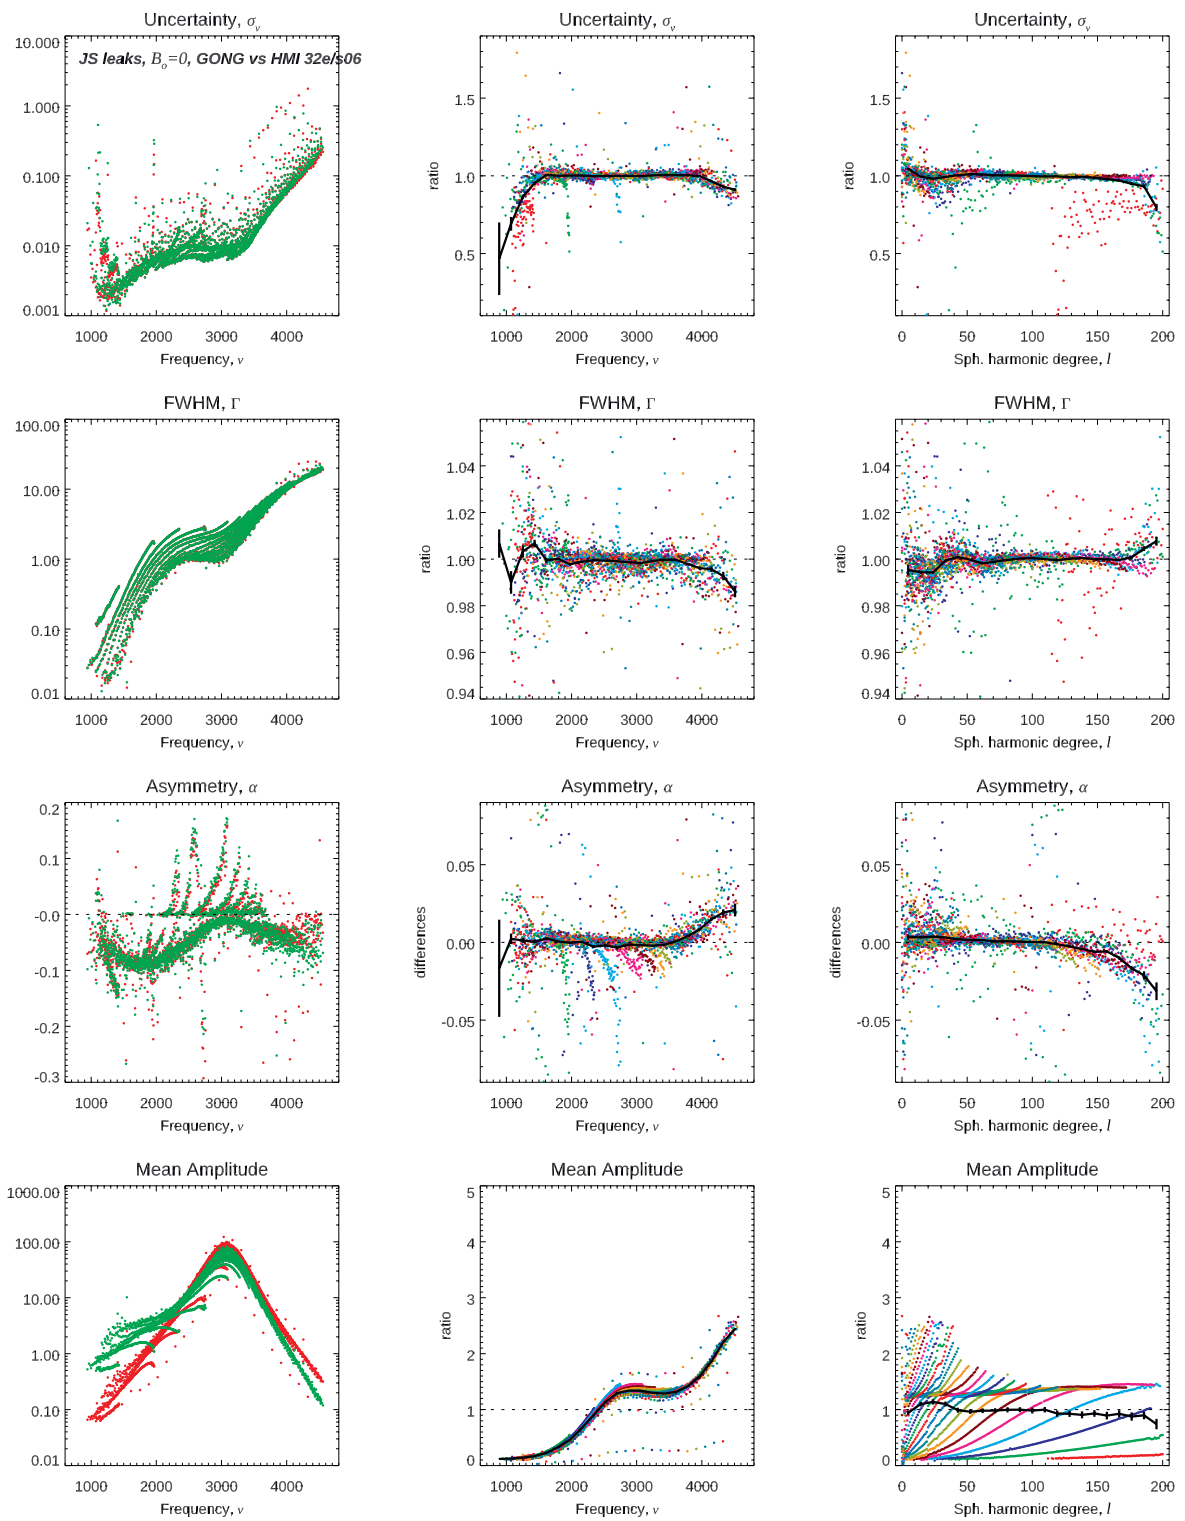 Uncertainty, σν
Uncertainty, σν
Uncertainty, σν
JS leaks, Bo=0, GONG vs HMI 32e/s06
10.000
1.000
0.100
0.010
0.001
1000 2000 3000 4000
Frequency, ν
ratio
1.5
1.0
0.5
1000 2000 3000 4000
Frequency, ν
ratio
1.5
1.0
0.5
0 50 100 150 200
Sph. harmonic degree, l
FWHM, Γ
FWHM, Γ
FWHM, Γ
100.00
10.00
1.00
0.10
0.01
1000 2000 3000 4000
Frequency, ν
ratio
1.04
1.02
1.00
0.98
0.96
0.94
1000 2000 3000 4000
Frequency, ν
ratio
1.04
1.02
1.00
0.98
0.96
0.94
0 50 100 150 200
Sph. harmonic degree, l
Asymmetry, α
Asymmetry, α
Asymmetry, α
0.2
0.1
-0.0
-0.1
-0.2
-0.3
1000 2000 3000 4000
Frequency, ν
differences
0.05
0.00
-0.05
1000 2000 3000 4000
Frequency, ν
differences
0.05
0.00
-0.05
0 50 100 150 200
Sph. harmonic degree, l
Mean Amplitude
Mean Amplitude
Mean Amplitude
1000.00
100.00
10.00
1.00
0.10
0.01
1000 2000 3000 4000
Frequency, ν
ratio
5
4
3
2
1
0
1000 2000 3000 4000
Frequency, ν
ratio
5
4
3
2
1
0
0 50 100 150 200
Sph. harmonic degree, l